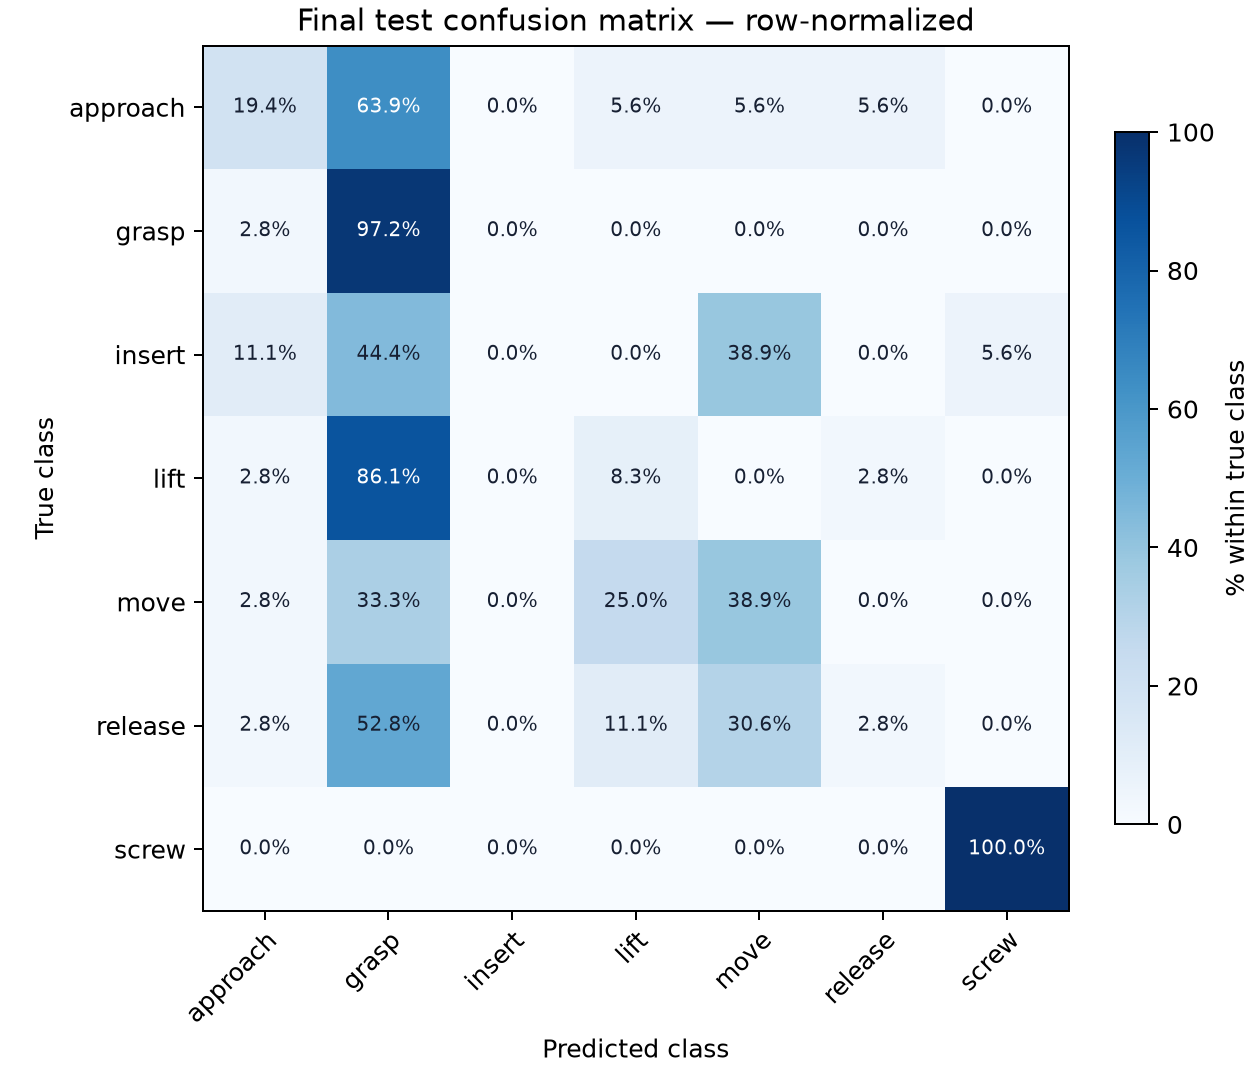 Final test confusion matrix — row-normalized
approach 19.4% 63.9% 0.0% 5.6% 5.6% 5.6% 0.0%
grasp 2.8% 97.2% 0.0% 0.0% 0.0% 0.0% 0.0%
insert 11.1% 44.4% 0.0% 0.0% 38.9% 0.0% 5.6%
lift 2.8% 86.1% 0.0% 8.3% 0.0% 2.8% 0.0%
move 2.8% 33.3% 0.0% 25.0% 38.9% 0.0% 0.0%
release 2.8% 52.8% 0.0% 11.1% 30.6% 2.8% 0.0%
screw 0.0% 0.0% 0.0% 0.0% 0.0% 0.0% 100.0%
approach grasp insert lift move release screw
Predicted class
True class
100
80
60
40
20
0
% within true class